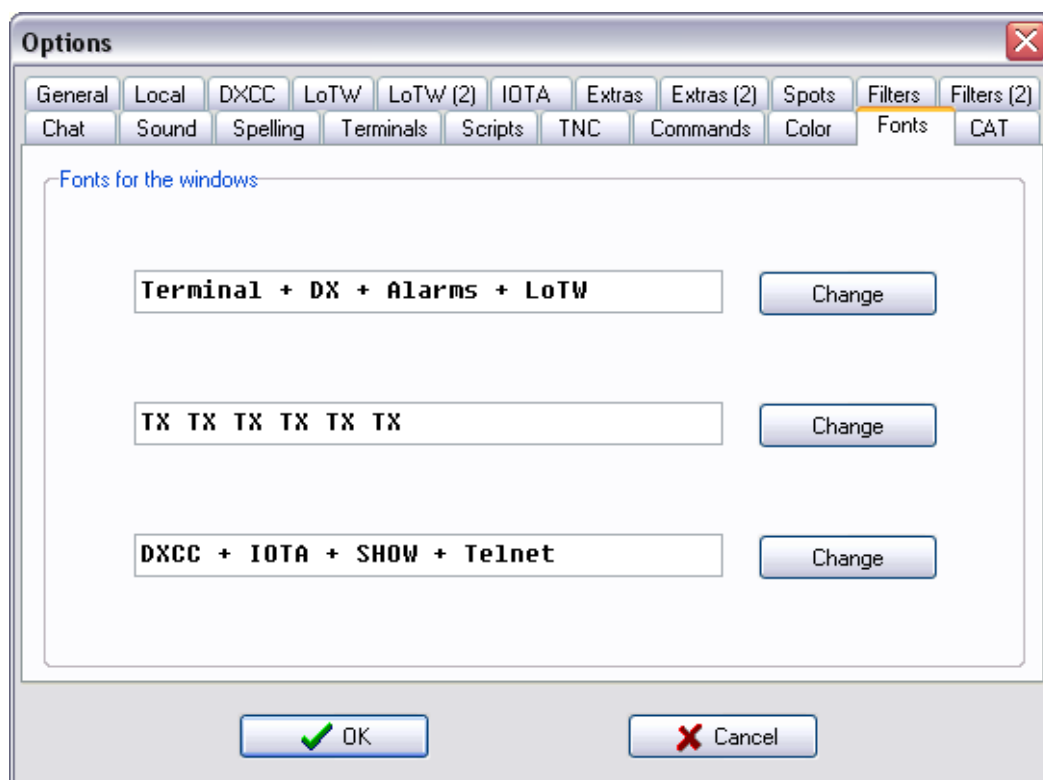 Options
General Local DXCC LoTW LoTW (2) IOTA Extras Extras (2) Spots Filters Filters (2)
Chat Sound Spelling Terminals Scripts TNC Commands Color Fonts CAT
Fonts for the windows
Terminal + DX + Alarms + LoTW Change
TX TX TX TX TX TX Change
DXCC + IOTA + SHOW + Telnet Change
OK Cancel